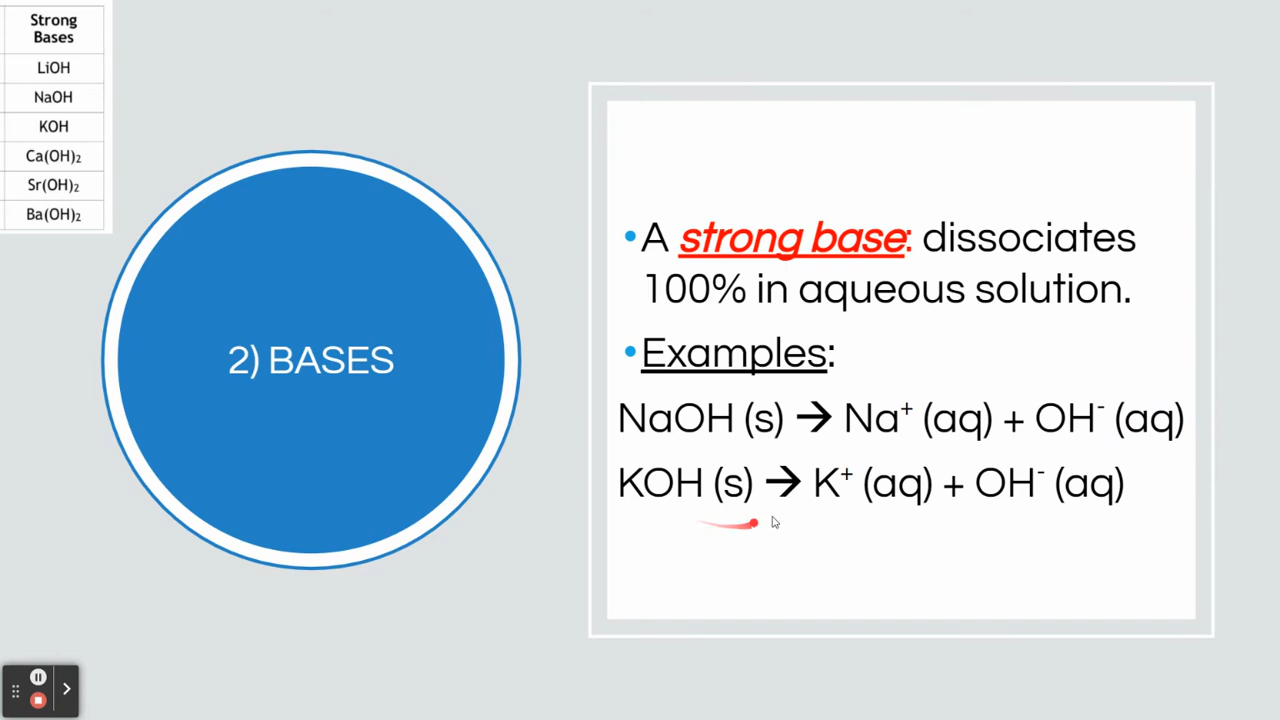 Strong
Bases
LiOH
NaOH
KOH
Ca(OH)₂
Sr(OH)₂
Ba(OH)₂
2) BASES
•A strong base: dissociates
100% in aqueous solution.
•Examples:
NaOH (s) → Na⁺ (aq) + OH⁻ (aq)
KOH (s) → K⁺ (aq) + OH⁻ (aq)